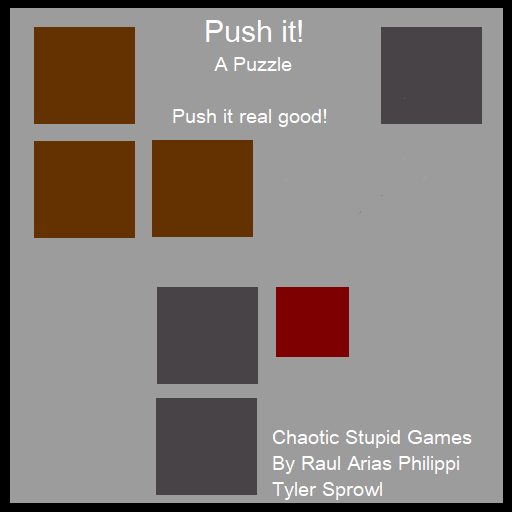 Push it!
A Puzzle
Push it real good!
Chaotic Stupid Games
By Raul Arias Philippi
Tyler Sprowl